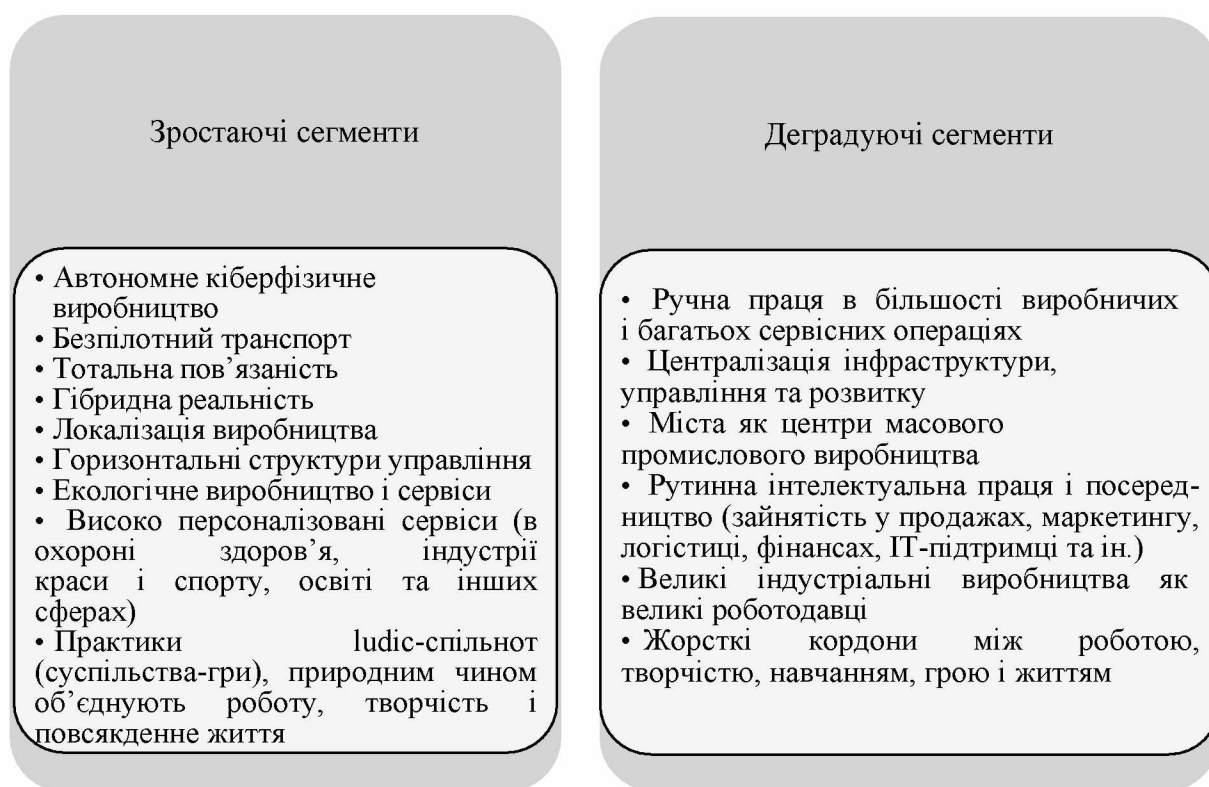 Зростаючі сегменти
• Автономне кіберфізичне
виробництво
• Безпілотний транспорт
• Тотальна пов’язаність
• Гібридна реальність
• Локалізація виробництва
• Горизонтальні структури управління
• Екологічне виробництво і сервіси
• Високо персоналізовані сервіси (в
охороні здоров’я, індустрії
краси і спорту, освіті та інших
сферах)
• Практики ludic-спільнот
(суспільства-гри), природним чином
об’єднують роботу, творчість і
повсякденне життя
Деградуючі сегменти
• Ручна праця в більшості виробничих
і багатьох сервісних операціях
• Централізація інфраструктури,
управління та розвитку
• Міста як центри масового
промислового виробництва
• Рутинна інтелектуальна праця і посеред-
ництво (зайнятість у продажах, маркетингу,
логістиці, фінансах, ІТ-підтримці та ін.)
• Великі індустріальні виробництва як
великі роботодавці
• Жорсткі кордони між роботою,
творчістю, навчанням, грою і життям